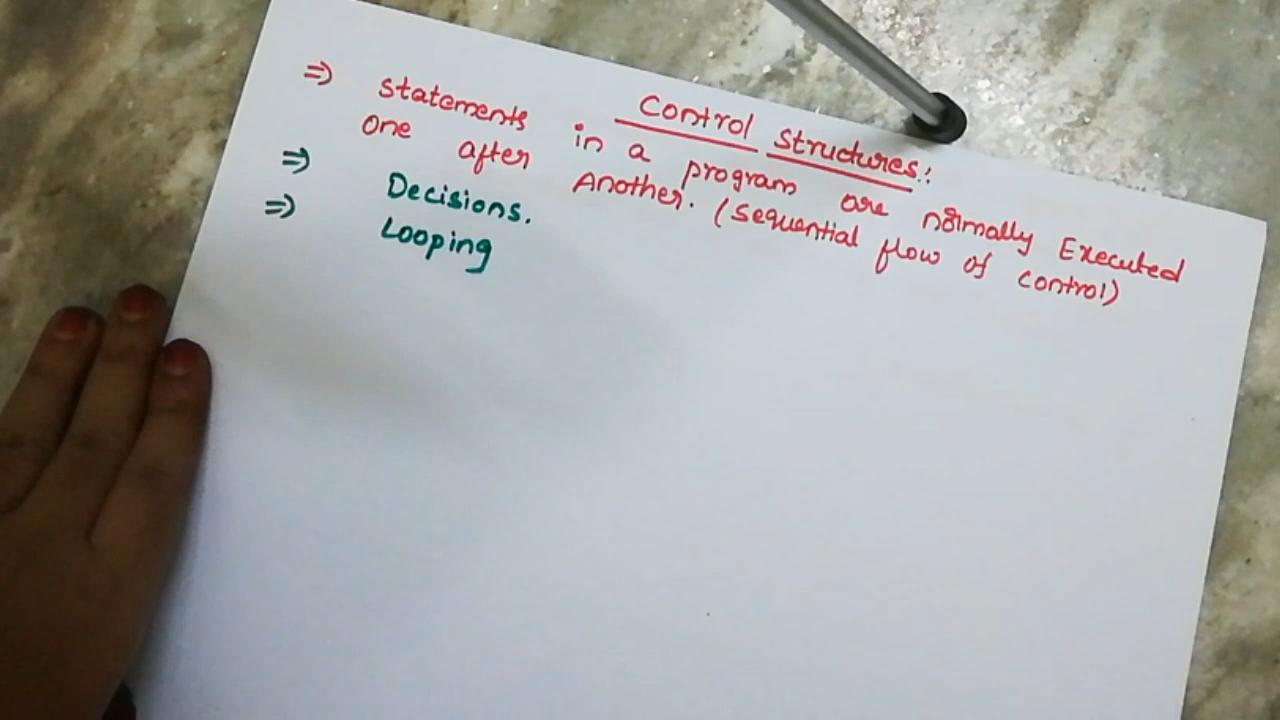 Control Structures:
⇒ statements in a program are normally Executed
one after Another. (sequential flow of control)
⇒ Decisions.
⇒ Looping